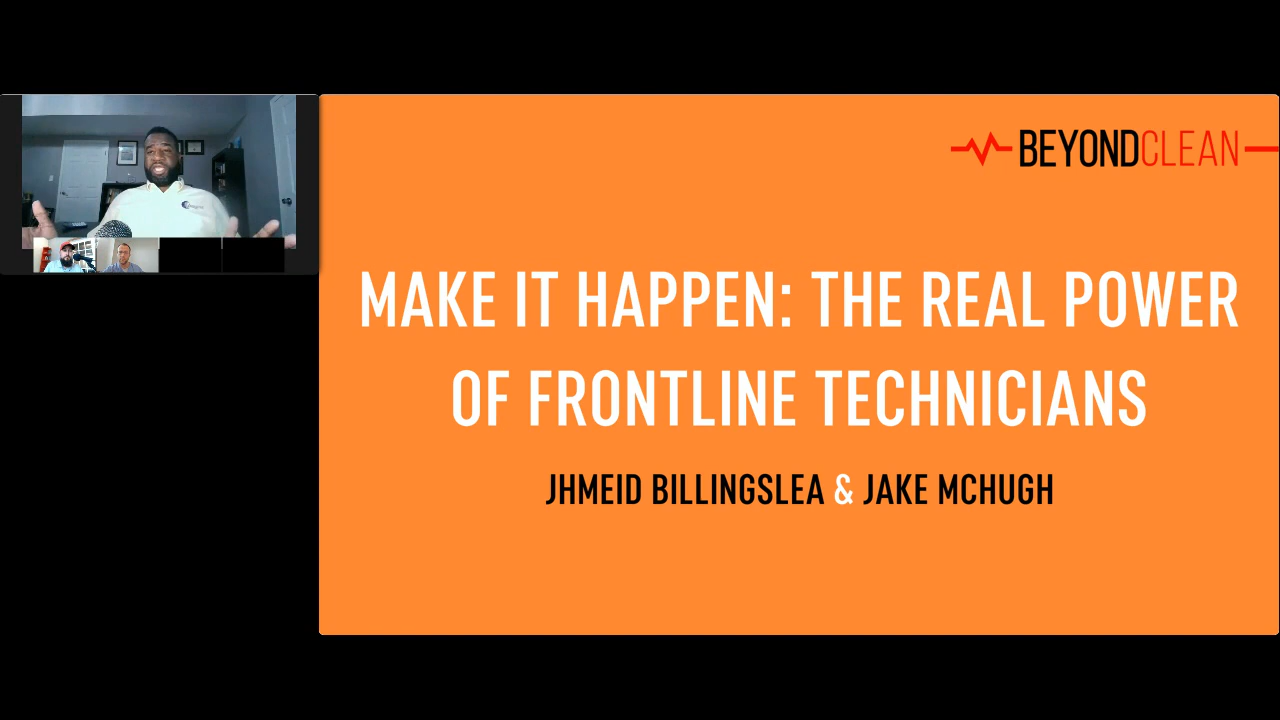 BEYONDCLEAN
MAKE IT HAPPEN: THE REAL POWER
OF FRONTLINE TECHNICIANS
JHMEID BILLINGSLEA & JAKE MCHUGH